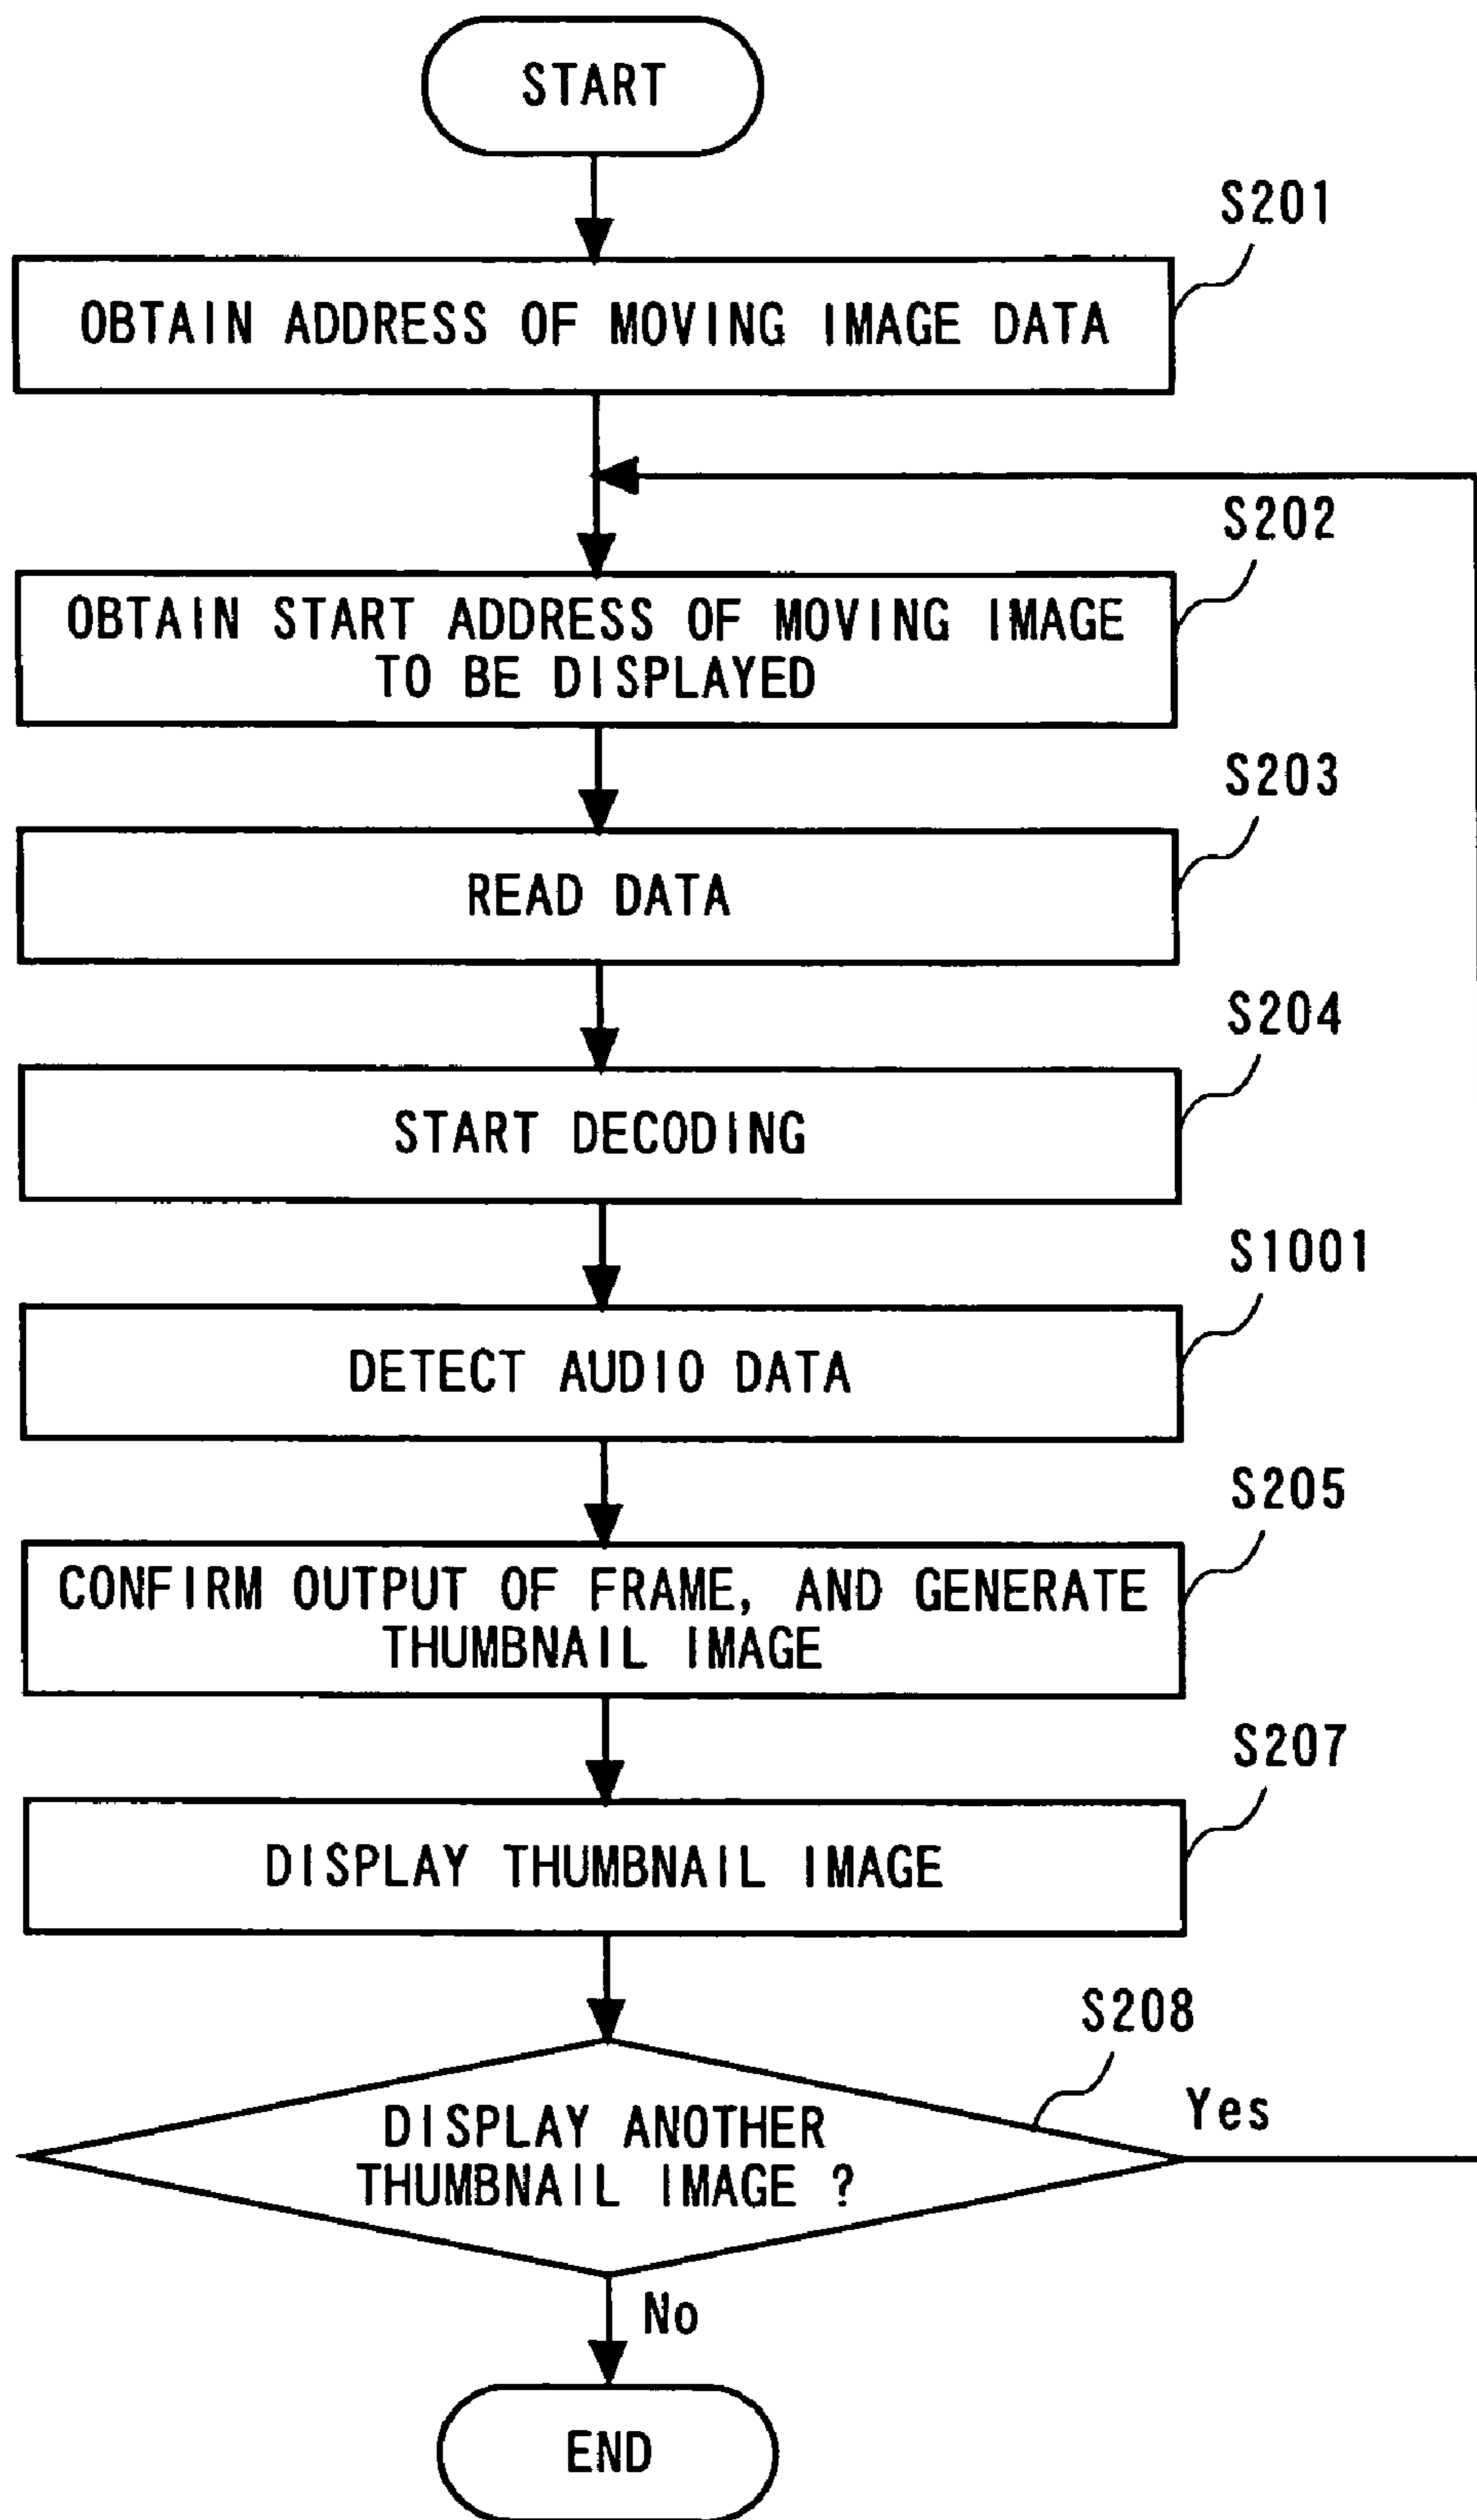 START
S201
OBTAIN ADDRESS OF MOVING IMAGE DATA
S202
OBTAIN START ADDRESS OF MOVING IMAGE
TO BE DISPLAYED
S203
READ DATA
S204
START DECODING
S1001
DETECT AUDIO DATA
S205
CONFIRM OUTPUT OF FRAME, AND GENERATE
THUMBNAIL IMAGE
S207
DISPLAY THUMBNAIL IMAGE
S208
DISPLAY ANOTHER
THUMBNAIL IMAGE ?
Yes
No
END